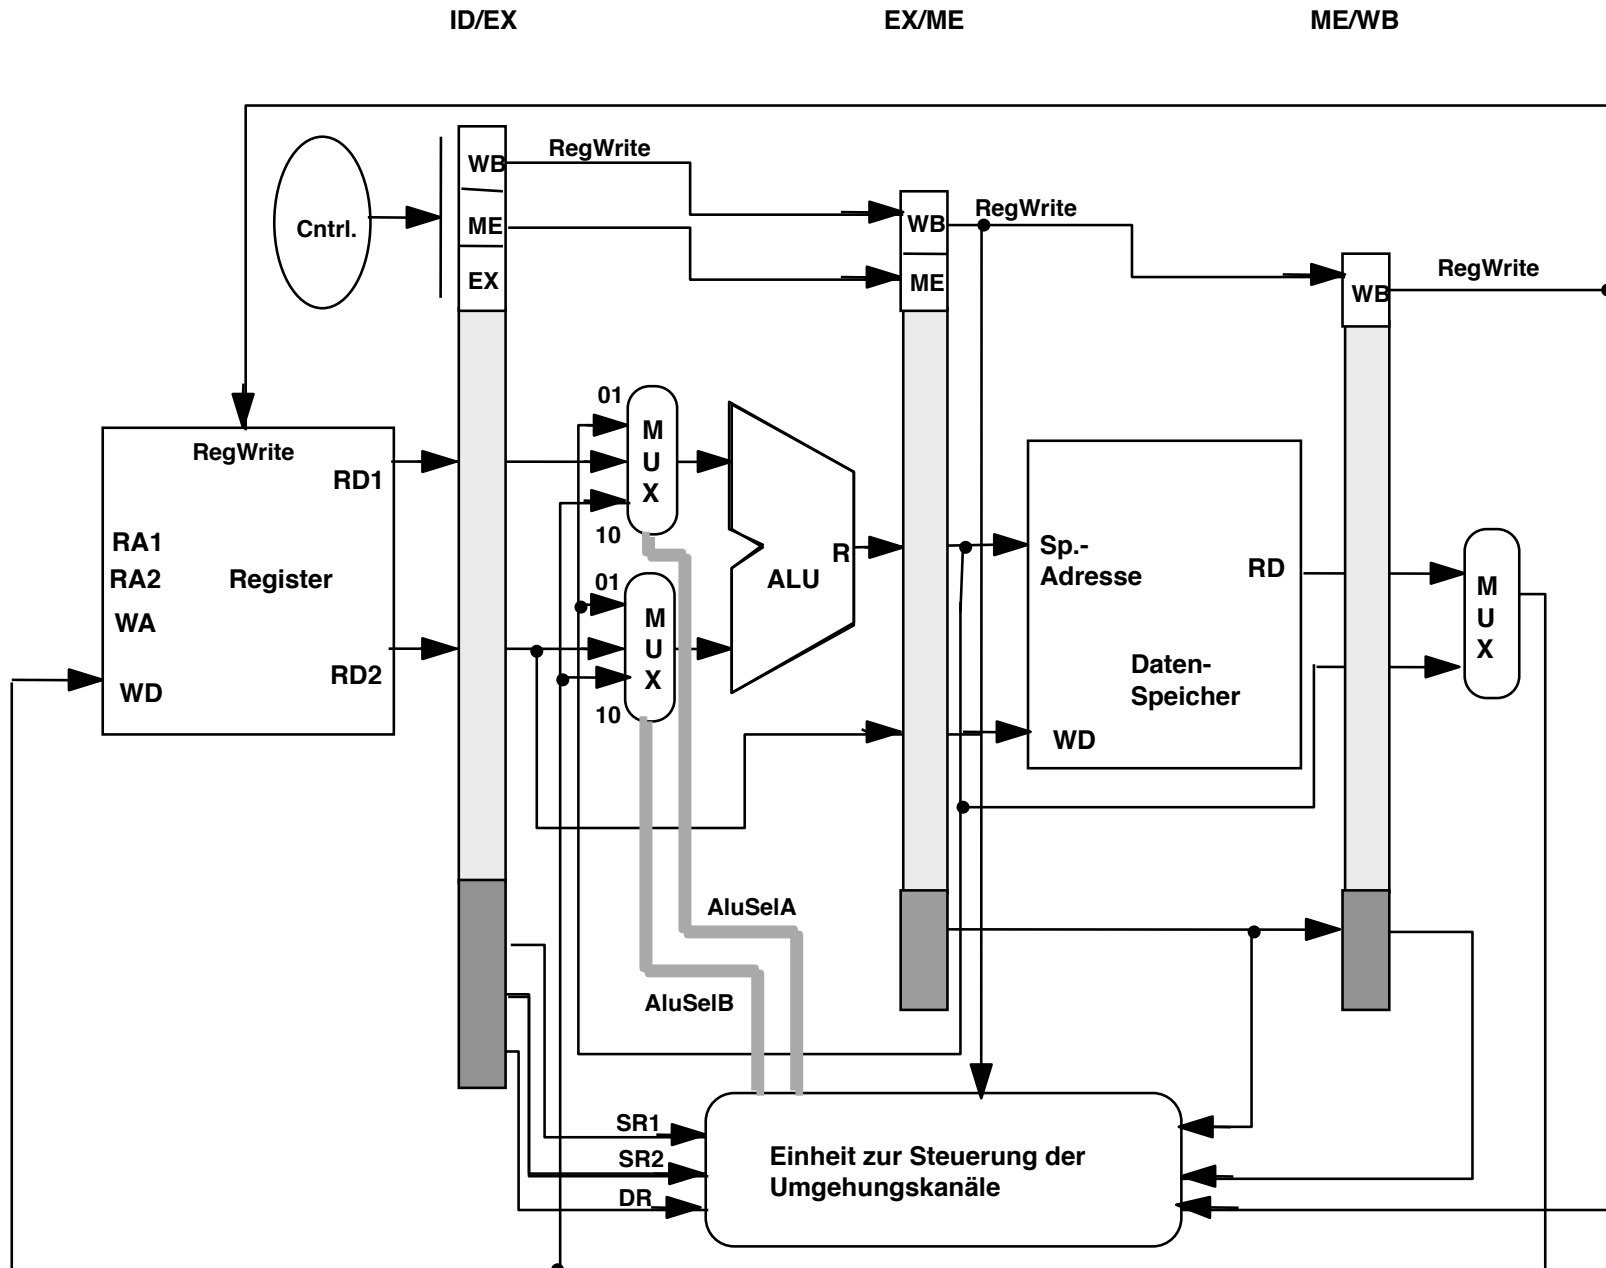 ID/EX
EX/ME
ME/WB
WB
RegWrite
ME
EX
Cntrl.
WB
RegWrite
ME
WB
RegWrite
RegWrite
RD1
RA1
RA2
Register
WA
RD2
WD
01
M
U
X
10
01
M
U
X
10
R
ALU
Sp.-
Adresse
RD
Daten-
Speicher
WD
M
U
X
AluSelA
AluSelB
SR1
SR2
DR
Einheit zur Steuerung der
Umgehungskanäle